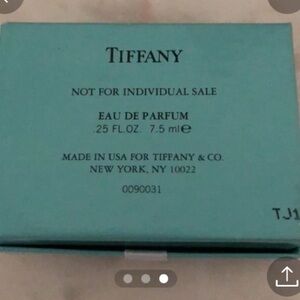 TIFFANY
NOT FOR INDIVIDUAL SALE
EAU DE PARFUM
.25 FL.OZ. 7.5 ml ℮
MADE IN USA FOR TIFFANY & CO.
NEW YORK, NY 10022
0090031
TJ1